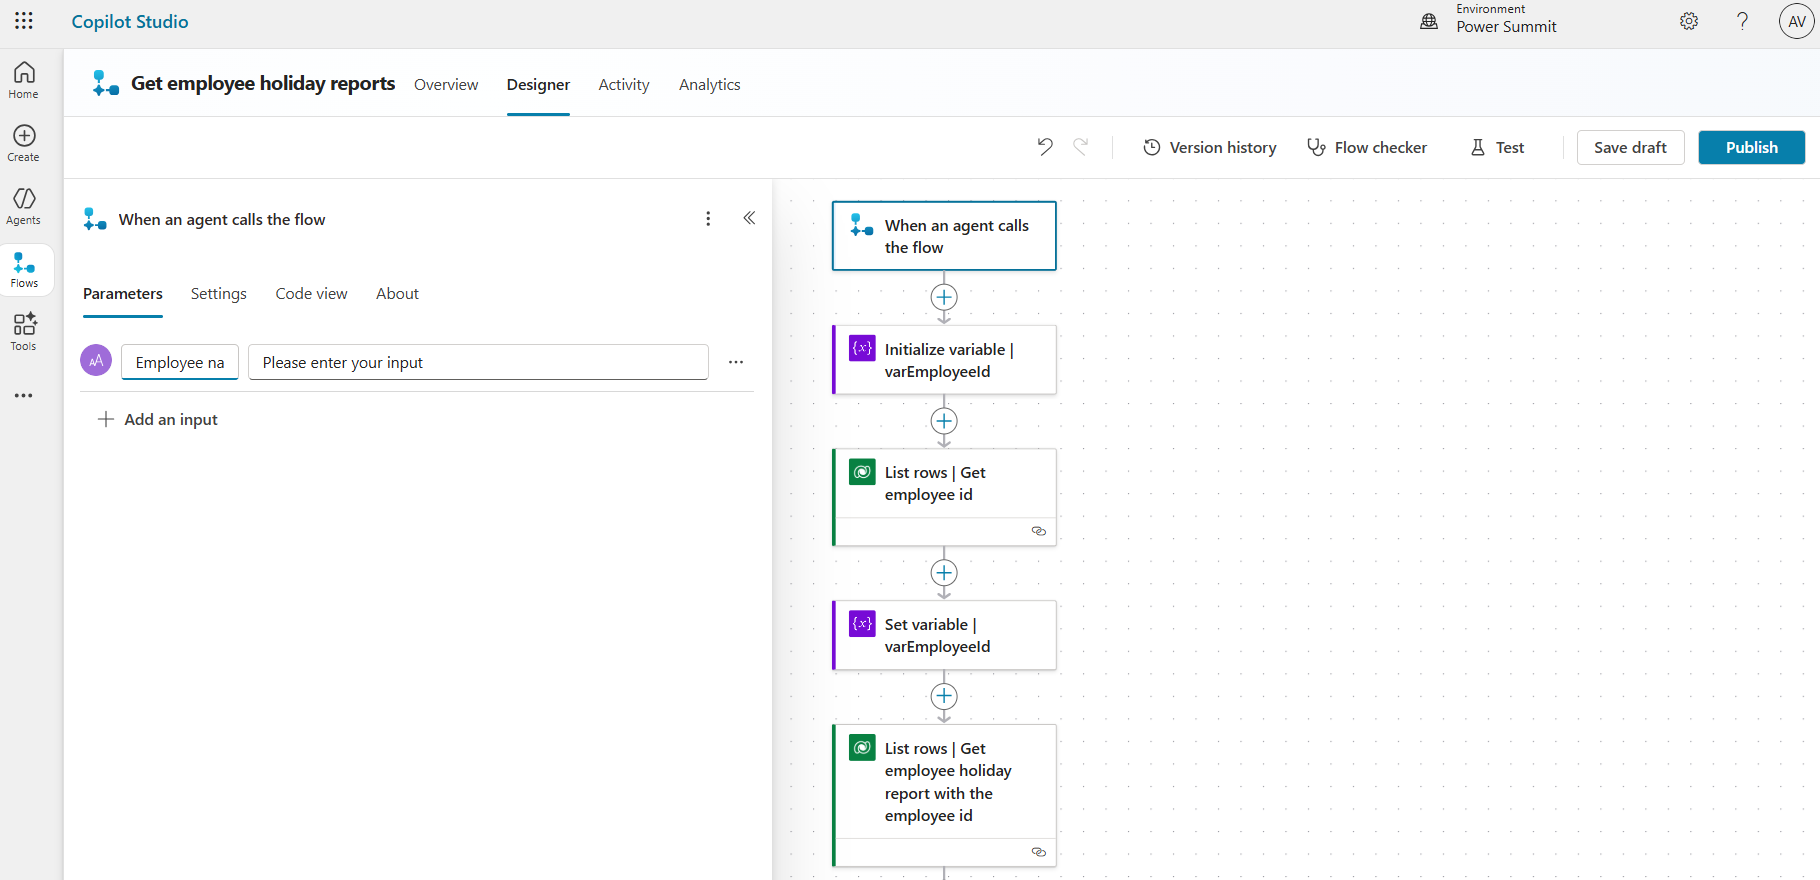 Copilot Studio
Environment
Power Summit
AV
Home
Create
Agents
Flows
Tools
Get employee holiday reports
Overview
Designer
Activity
Analytics
Version history
Flow checker
Test
Save draft
Publish
When an agent calls the flow
Parameters
Settings
Code view
About
AA
Employee na
Please enter your input
Add an input
When an agent calls
the flow
{x}
Initialize variable |
varEmployeeId
List rows | Get
employee id
{x}
Set variable |
varEmployeeId
List rows | Get
employee holiday
report with the
employee id